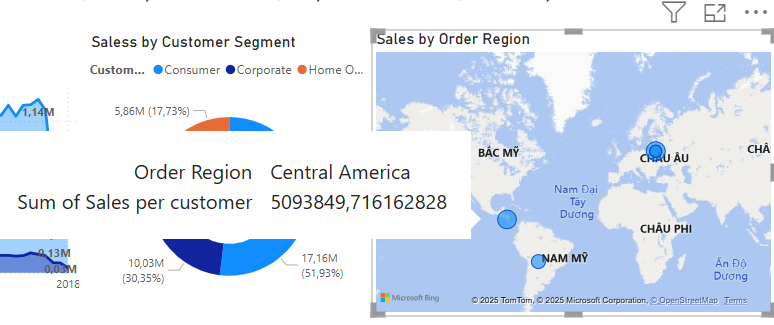 Saless by Customer Segment
Custom... Consumer Corporate Home O...
1,14M
0,13M
0,03M
2018
5,86M (17,73%)
10,03M
(30,35%)
17,16M
(51,93%)
Order Region Central America
Sum of Sales per customer 5093849,716162828
Sales by Order Region
BẮC MỸ
CHÂU ÂU
CHÂ
Nam Đại
Tây
Dương
CHÂU PHI
NAM MỸ
Ấn Độ
Dương
Microsoft Bing
© 2025 TomTom, © 2025 Microsoft Corporation, © OpenStreetMap Terms